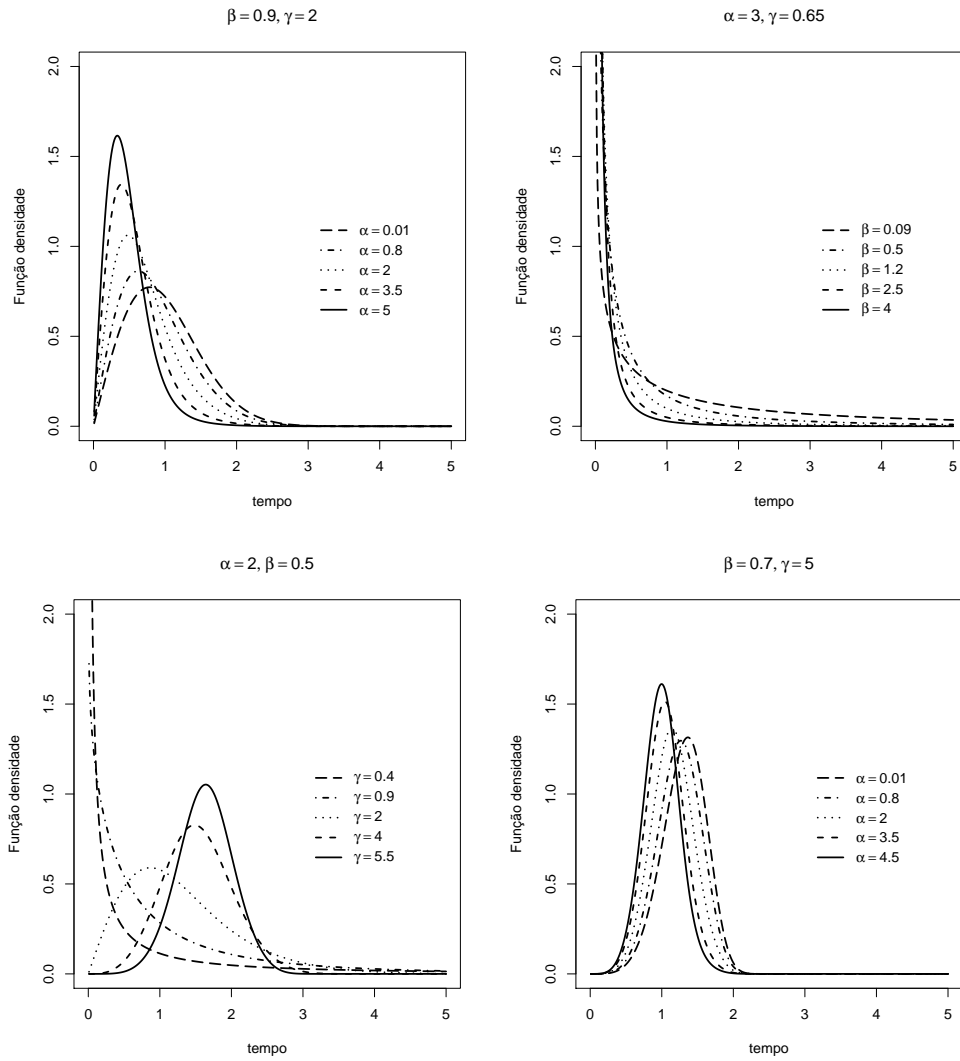 β = 0.9, γ = 2
Função densidade
2.0
1.5
1.0
0.5
0.0
α = 0.01
α = 0.8
α = 2
α = 3.5
α = 5
0 1 2 3 4 5
tempo
α = 3, γ = 0.65
Função densidade
2.0
1.5
1.0
0.5
0.0
β = 0.09
β = 0.5
β = 1.2
β = 2.5
β = 4
0 1 2 3 4 5
tempo
α = 2, β = 0.5
Função densidade
2.0
1.5
1.0
0.5
0.0
γ = 0.4
γ = 0.9
γ = 2
γ = 4
γ = 5.5
0 1 2 3 4 5
tempo
β = 0.7, γ = 5
Função densidade
2.0
1.5
1.0
0.5
0.0
α = 0.01
α = 0.8
α = 2
α = 3.5
α = 4.5
0 1 2 3 4 5
tempo